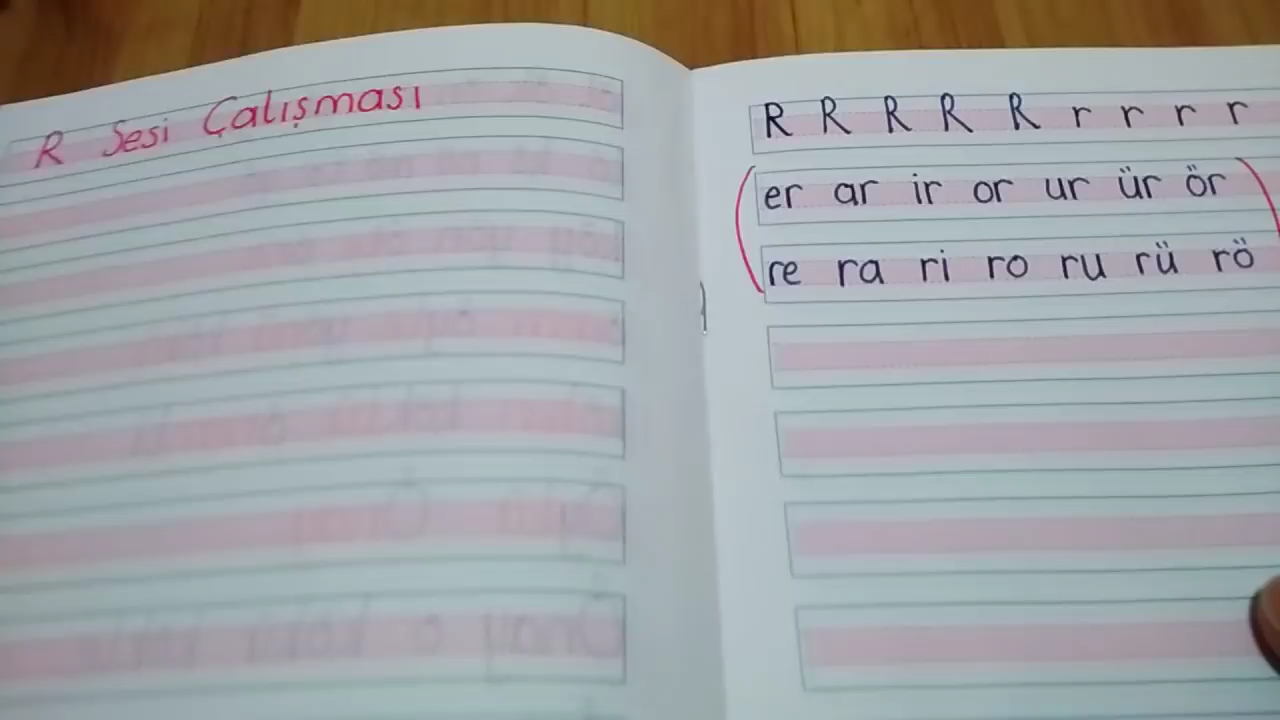 R Sesi Çalışması
R R R R R r r r r
er ar ir or ur ür ör
re ra ri ro ru rü rö